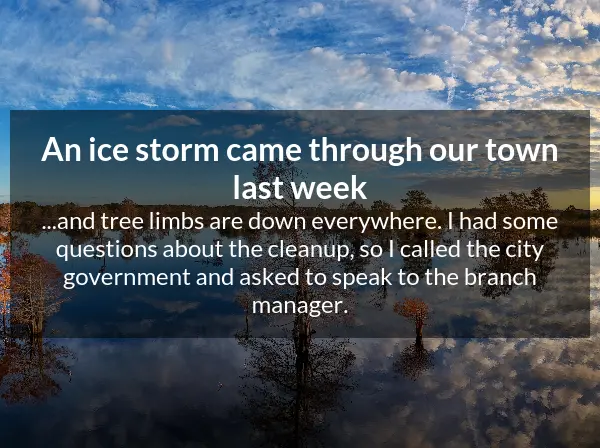 An ice storm came through our town
last week
...and tree limbs are down everywhere. I had some
questions about the cleanup, so I called the city
government and asked to speak to the branch
manager.